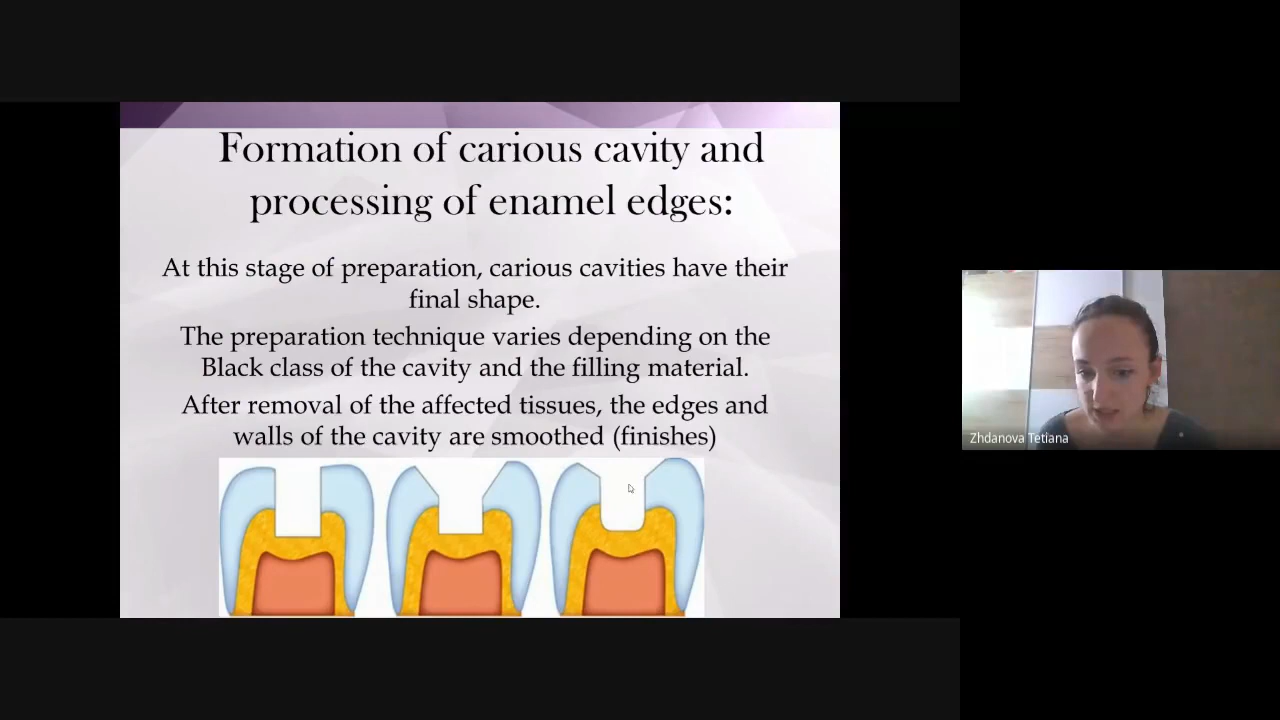 Formation of carious cavity and
processing of enamel edges:
At this stage of preparation, carious cavities have their
final shape.
The preparation technique varies depending on the
Black class of the cavity and the filling material.
After removal of the affected tissues, the edges and
walls of the cavity are smoothed (finishes)
Zhdanova Tetiana